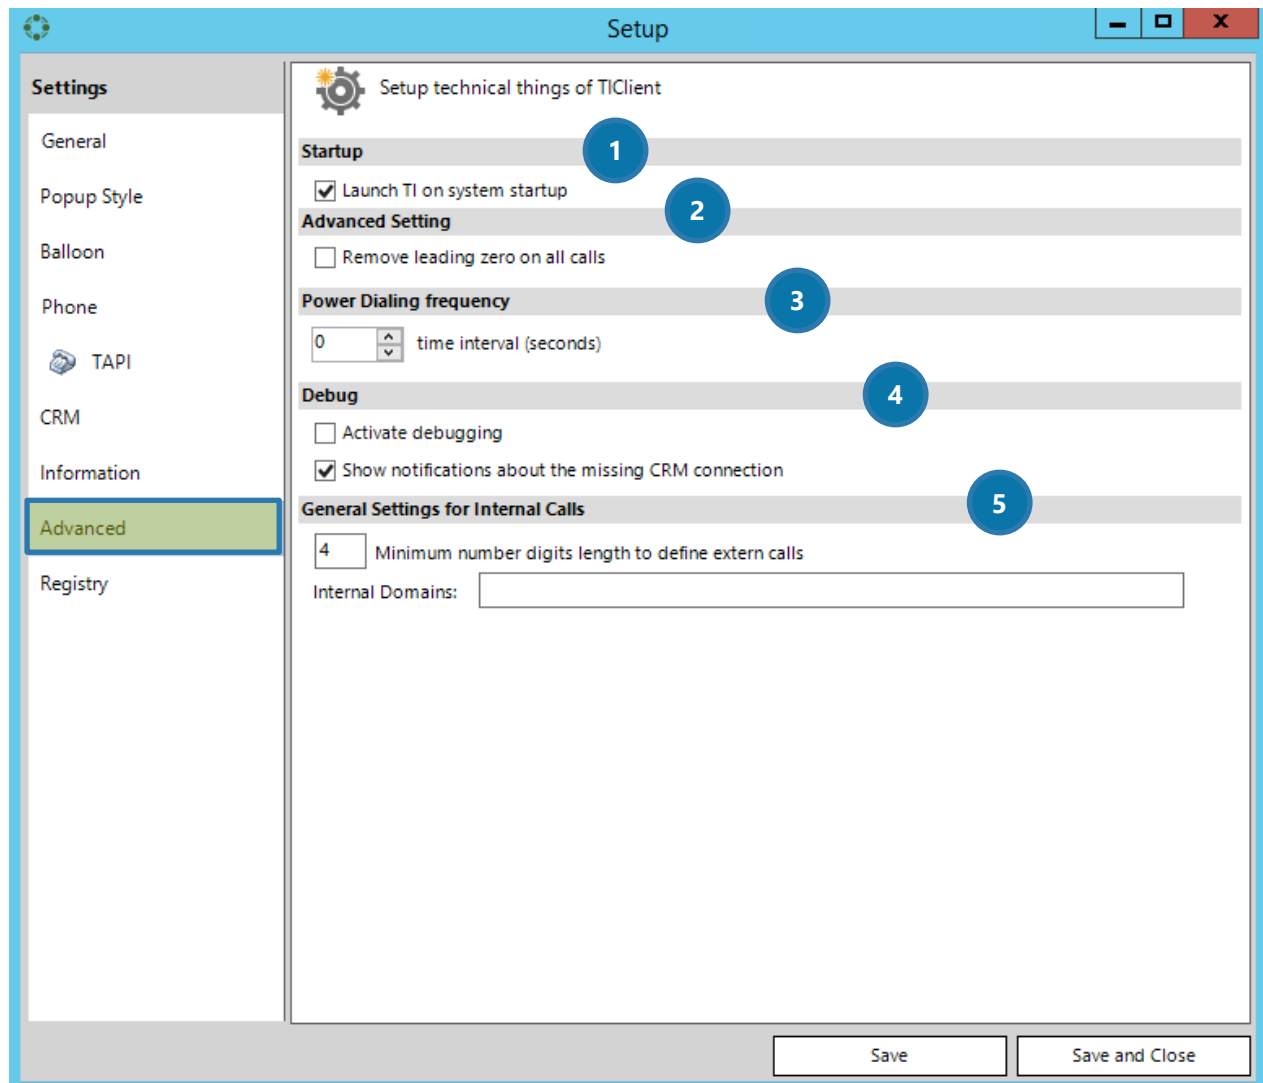 Setup
X
Settings
General
Popup Style
Balloon
Phone
TAPI
CRM
Information
Advanced
Registry
Setup technical things of TIClient
Startup 1
Launch TI on system startup
2
Advanced Setting
Remove leading zero on all calls
Power Dialing frequency 3
0 time interval (seconds)
Debug 4
Activate debugging
Show notifications about the missing CRM connection
General Settings for Internal Calls 5
4 Minimum number digits length to define extern calls
Internal Domains:
Save Save and Close